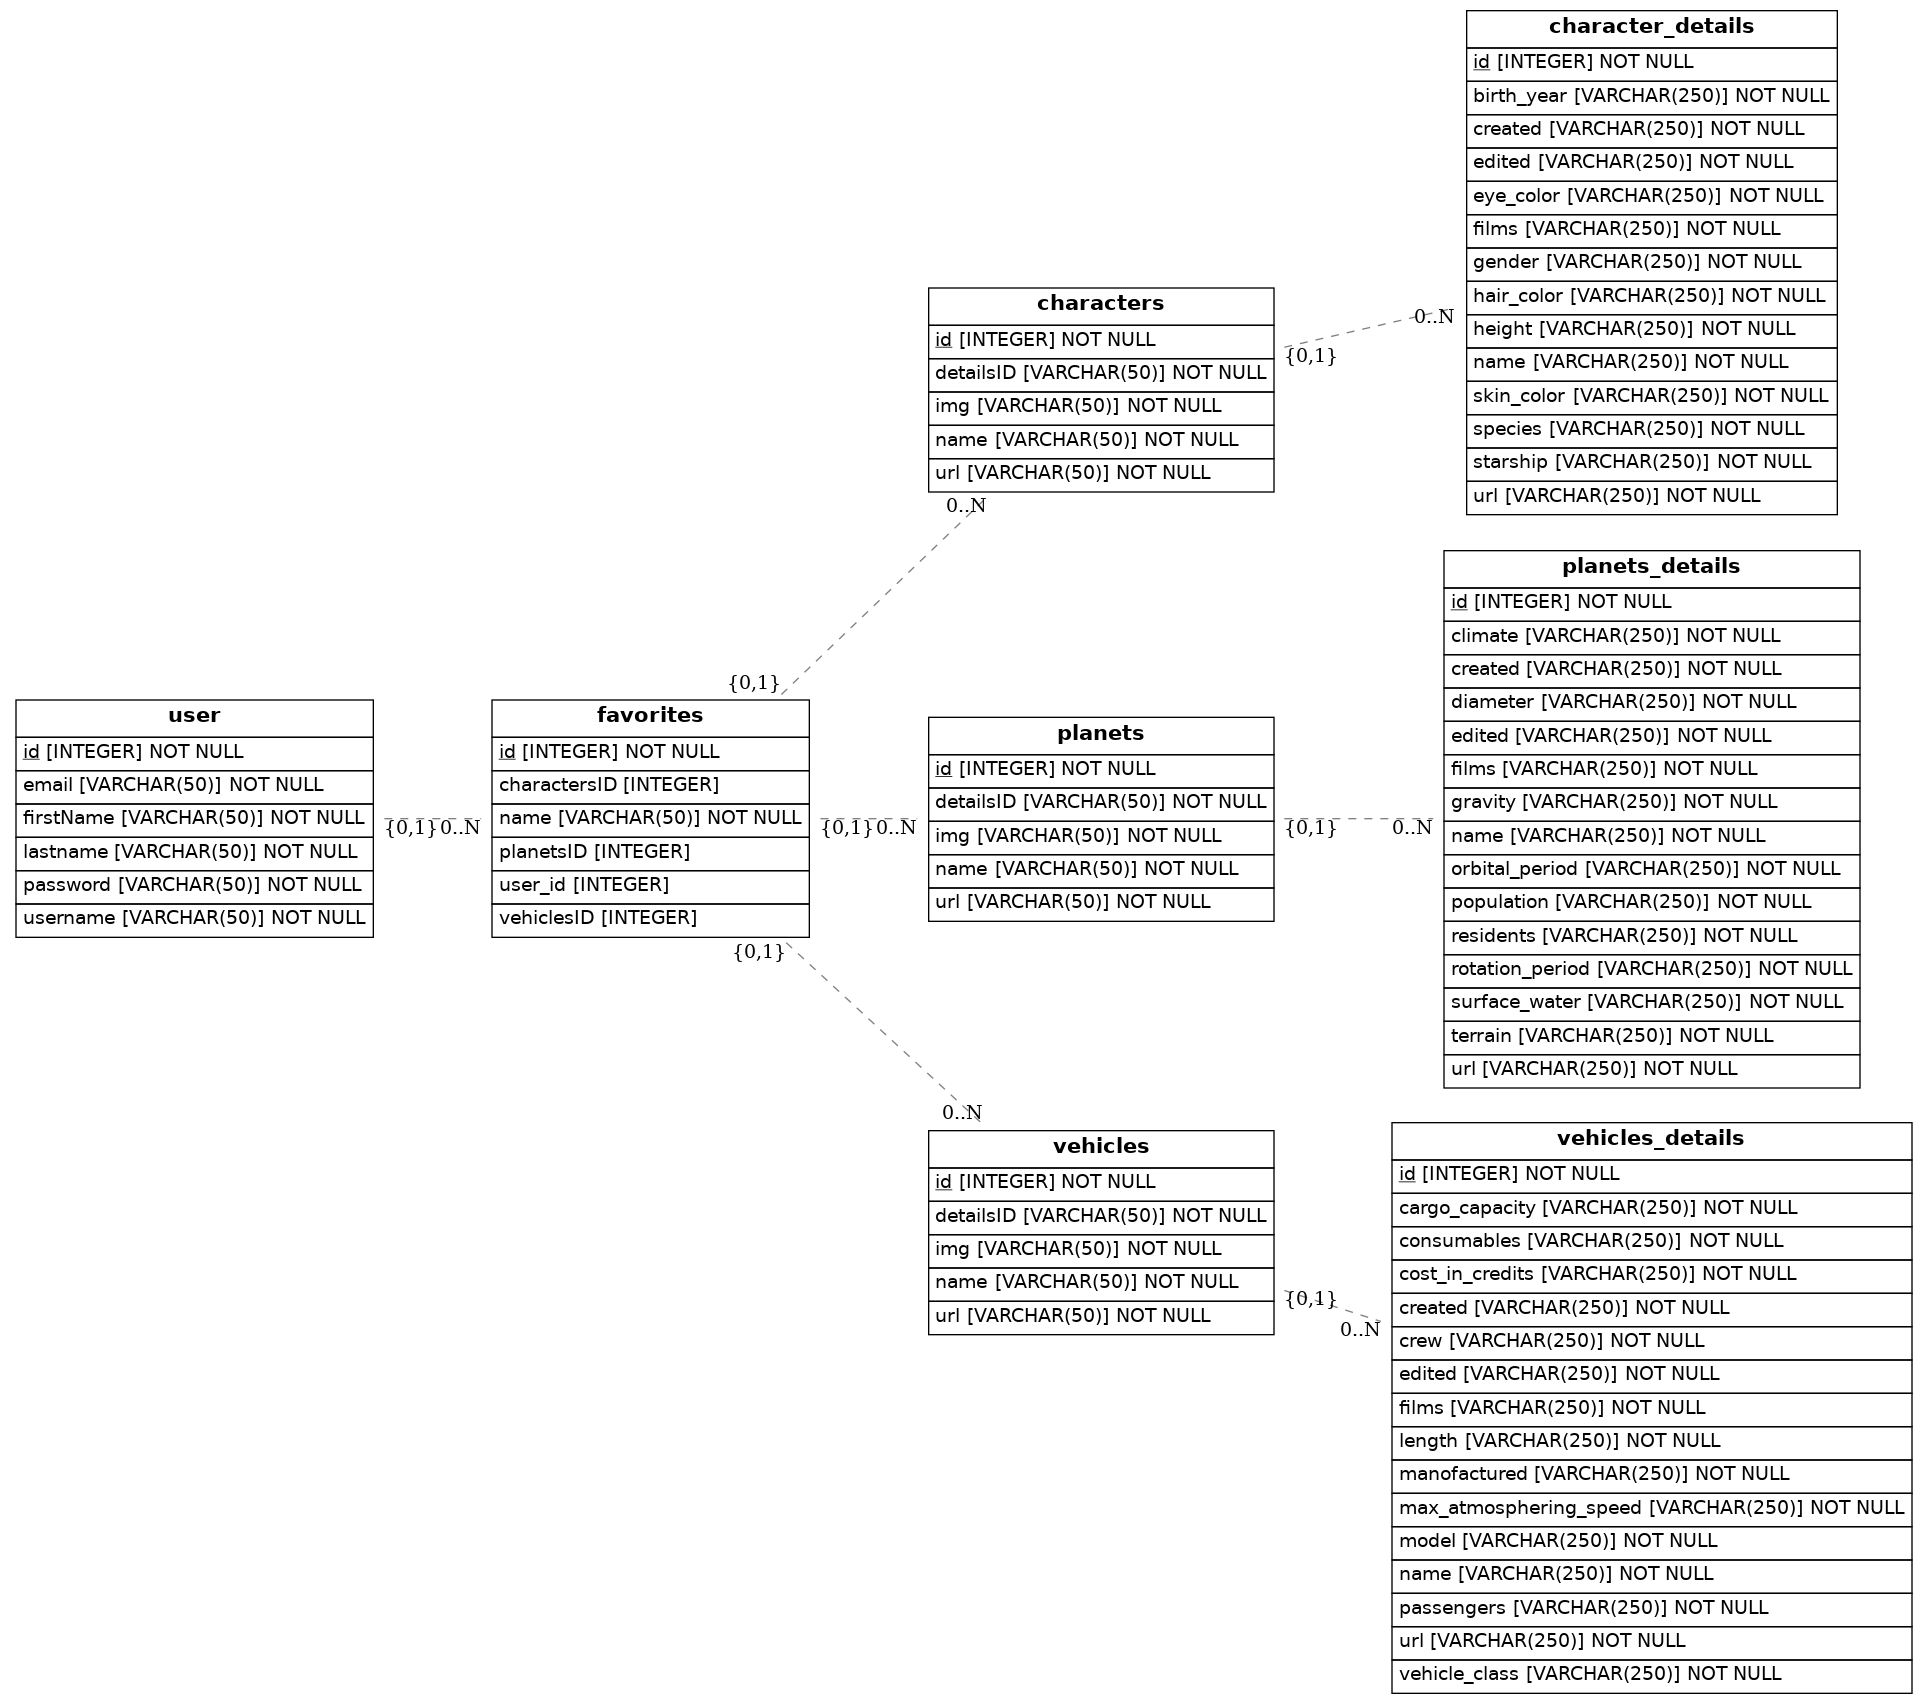 character_details
id [INTEGER] NOT NULL
birth_year [VARCHAR(250)] NOT NULL
created [VARCHAR(250)] NOT NULL
edited [VARCHAR(250)] NOT NULL
eye_color [VARCHAR(250)] NOT NULL
films [VARCHAR(250)] NOT NULL
gender [VARCHAR(250)] NOT NULL
hair_color [VARCHAR(250)] NOT NULL
height [VARCHAR(250)] NOT NULL
name [VARCHAR(250)] NOT NULL
skin_color [VARCHAR(250)] NOT NULL
species [VARCHAR(250)] NOT NULL
starship [VARCHAR(250)] NOT NULL
url [VARCHAR(250)] NOT NULL
characters
id [INTEGER] NOT NULL
detailsID [VARCHAR(50)] NOT NULL
img [VARCHAR(50)] NOT NULL
name [VARCHAR(50)] NOT NULL
url [VARCHAR(50)] NOT NULL
{0,1}
0..N
0..N
{0,1}
user
id [INTEGER] NOT NULL
email [VARCHAR(50)] NOT NULL
firstName [VARCHAR(50)] NOT NULL
lastname [VARCHAR(50)] NOT NULL
password [VARCHAR(50)] NOT NULL
username [VARCHAR(50)] NOT NULL
{0,1}
0..N
favorites
id [INTEGER] NOT NULL
charactersID [INTEGER]
name [VARCHAR(50)] NOT NULL
planetsID [INTEGER]
user_id [INTEGER]
vehiclesID [INTEGER]
{0,1}
0..N
planets
id [INTEGER] NOT NULL
detailsID [VARCHAR(50)] NOT NULL
img [VARCHAR(50)] NOT NULL
name [VARCHAR(50)] NOT NULL
url [VARCHAR(50)] NOT NULL
{0,1}
0..N
planets_details
id [INTEGER] NOT NULL
climate [VARCHAR(250)] NOT NULL
created [VARCHAR(250)] NOT NULL
diameter [VARCHAR(250)] NOT NULL
edited [VARCHAR(250)] NOT NULL
films [VARCHAR(250)] NOT NULL
gravity [VARCHAR(250)] NOT NULL
name [VARCHAR(250)] NOT NULL
orbital_period [VARCHAR(250)] NOT NULL
population [VARCHAR(250)] NOT NULL
residents [VARCHAR(250)] NOT NULL
rotation_period [VARCHAR(250)] NOT NULL
surface_water [VARCHAR(250)] NOT NULL
terrain [VARCHAR(250)] NOT NULL
url [VARCHAR(250)] NOT NULL
{0,1}
0..N
vehicles
id [INTEGER] NOT NULL
detailsID [VARCHAR(50)] NOT NULL
img [VARCHAR(50)] NOT NULL
name [VARCHAR(50)] NOT NULL
url [VARCHAR(50)] NOT NULL
{0,1}
0..N
vehicles_details
id [INTEGER] NOT NULL
cargo_capacity [VARCHAR(250)] NOT NULL
consumables [VARCHAR(250)] NOT NULL
cost_in_credits [VARCHAR(250)] NOT NULL
created [VARCHAR(250)] NOT NULL
crew [VARCHAR(250)] NOT NULL
edited [VARCHAR(250)] NOT NULL
films [VARCHAR(250)] NOT NULL
length [VARCHAR(250)] NOT NULL
manofactured [VARCHAR(250)] NOT NULL
max_atmosphering_speed [VARCHAR(250)] NOT NULL
model [VARCHAR(250)] NOT NULL
name [VARCHAR(250)] NOT NULL
passengers [VARCHAR(250)] NOT NULL
url [VARCHAR(250)] NOT NULL
vehicle_class [VARCHAR(250)] NOT NULL